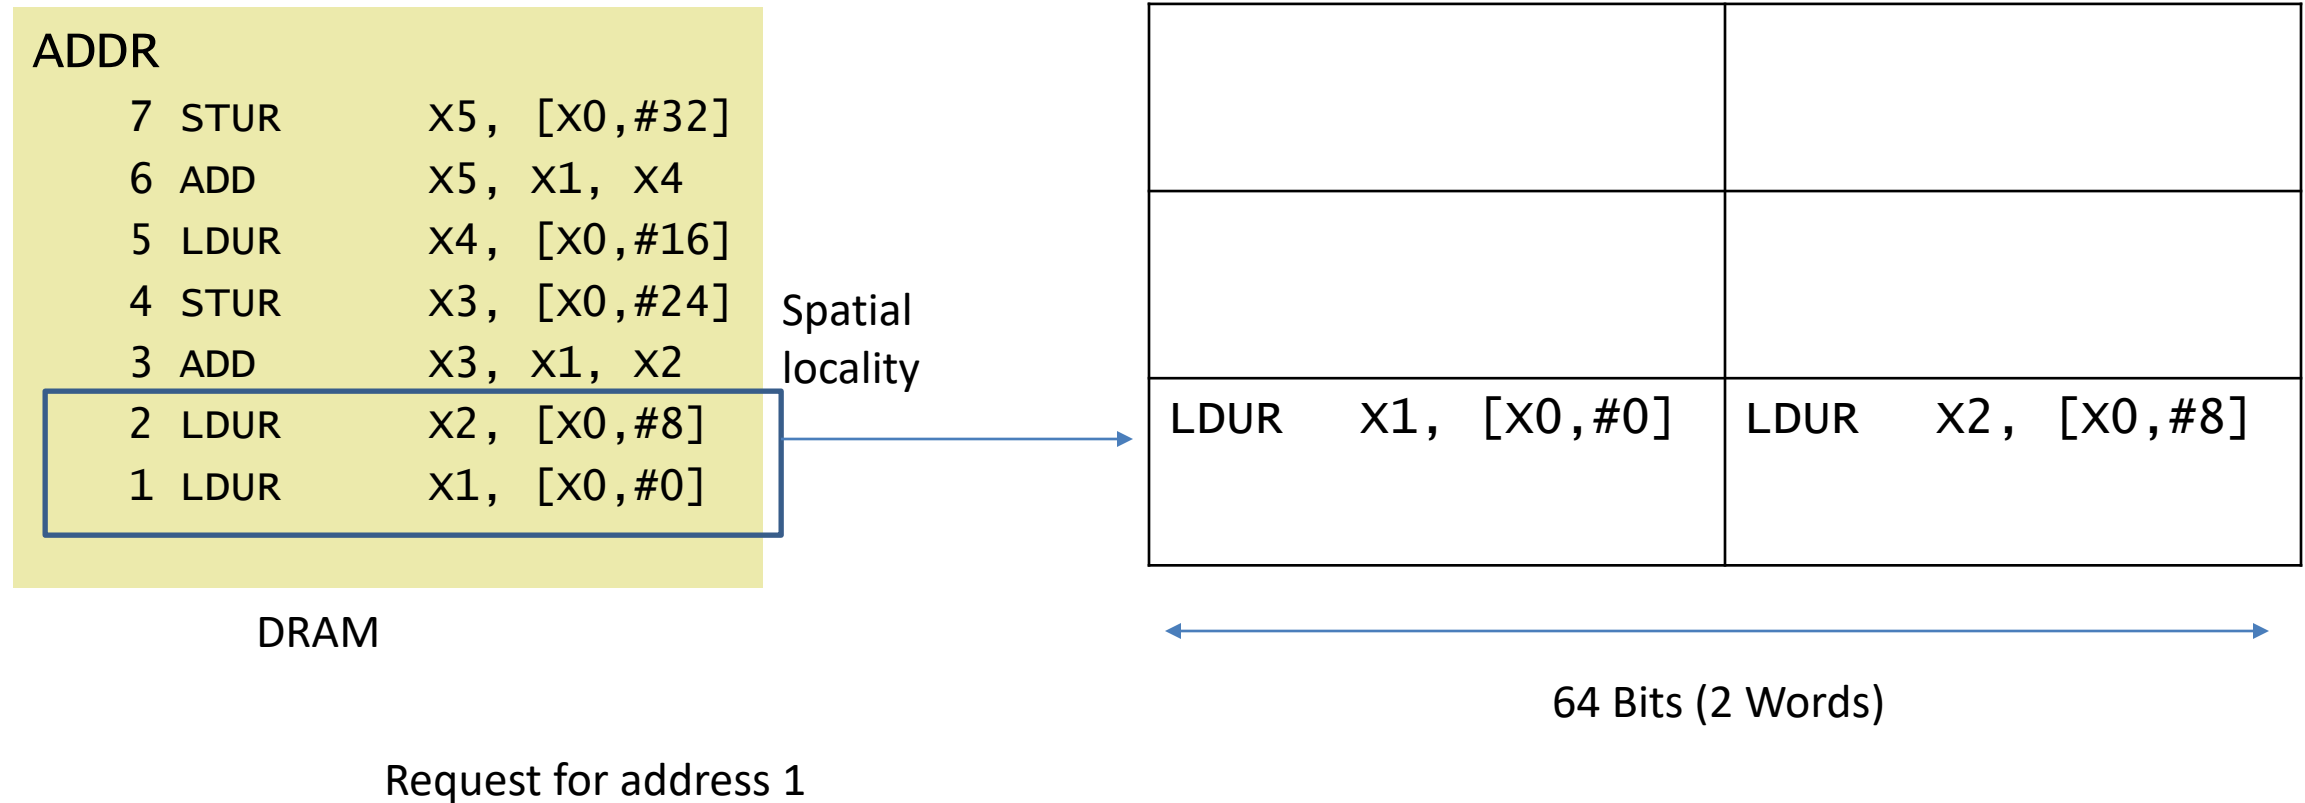 ADDR
7 STUR X5, [X0,#32]
6 ADD X5, X1, X4
5 LDUR X4, [X0,#16]
4 STUR X3, [X0,#24]
3 ADD X3, X1, X2
2 LDUR X2, [X0,#8]
1 LDUR X1, [X0,#0]
DRAM
Spatial
locality
LDUR X1, [X0,#0]
LDUR X2, [X0,#8]
64 Bits (2 Words)
Request for address 1